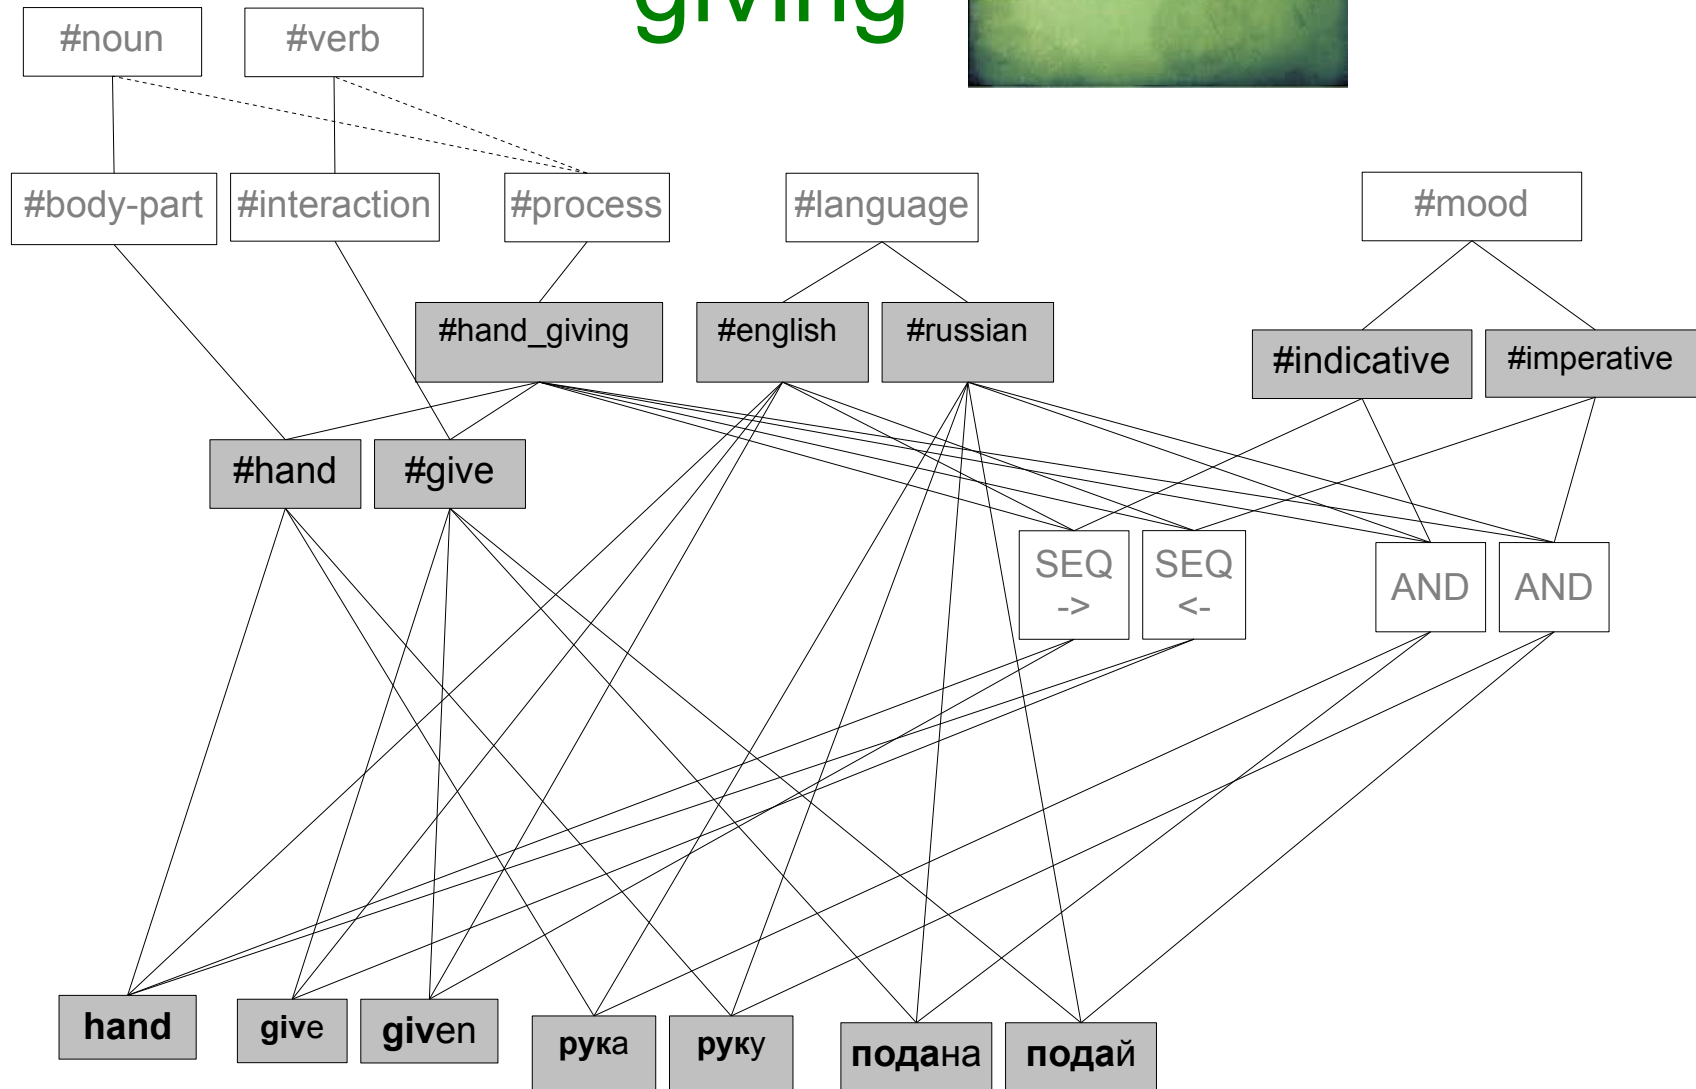 giving
#noun
#verb
#body-part
#interaction
#process
#language
#mood
#hand_giving
#english
#russian
#indicative
#imperative
#hand
#give
SEQ
->
SEQ
<-
AND
AND
hand
give
given
рука
руку
подана
подай